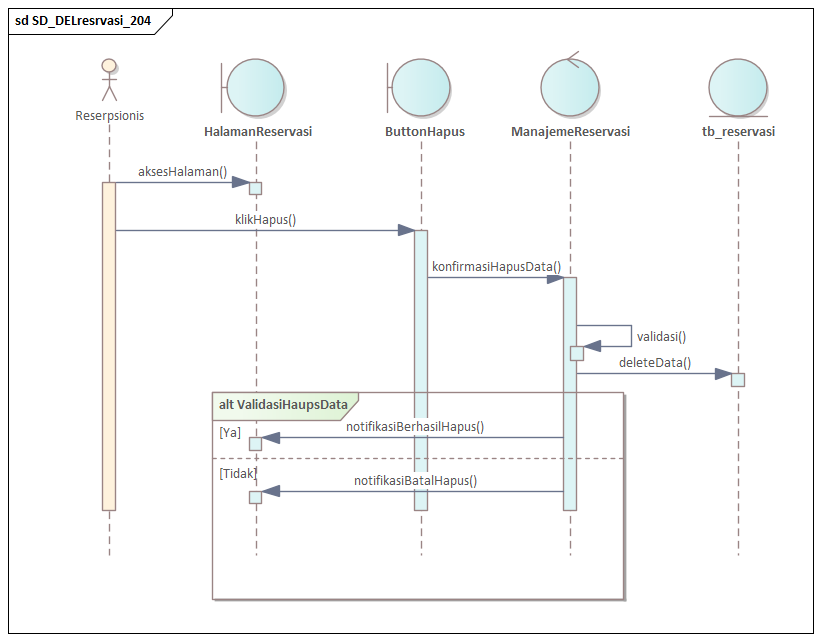 sd SD_DELresrvasi_204
Reserpsionis
HalamanReservasi
ButtonHapus
ManajemeReservasi
tb_reservasi
aksesHalaman()
klikHapus()
konfirmasiHapusData()
validasi()
deleteData()
alt ValidasiHaupsData
[Ya]
notifikasiBerhasilHapus()
[Tidak]
notifikasiBatalHapus()